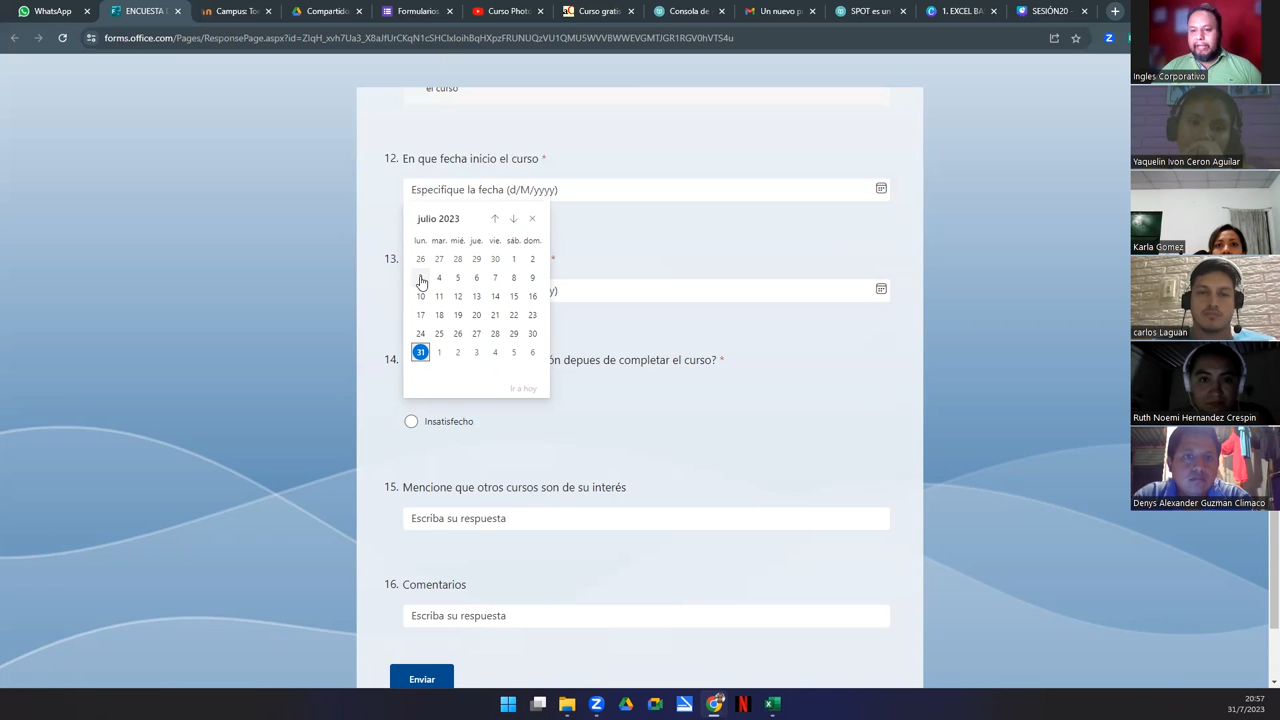 WhatsApp
ENCUESTA E
Campus: To
Compartido
Formularios
Curso Photo
Curso gratis
Consola de
Un nuevo p
SPOT es un
1. EXCEL BA
SESIÓN20 -
forms.office.com/Pages/ResponsePage.aspx?id=ZIqH_xvh7Ua3_X8aJfUrCKqN1cSHClxIoihBqHXpzFRUNUQzVU1QMU5WVVBWWEVGMTJGR1RGV0hVTS4u
el curso
12. En que fecha inicio el curso *
Especifique la fecha (d/M/yyyy)
julio 2023
lun. mar. mié. jue. vie. sáb. dom.
26 27 28 29 30 1 2
4 5 6 7 8 9
10 11 12 13 14 15 16
17 18 19 20 21 22 23
24 25 26 27 28 29 30
31 1 2 3 4 5 6
Ir a hoy
13. *
y)
14. ón depues de completar el curso? *
Insatisfecho
15. Mencione que otros cursos son de su interés
Escriba su respuesta
16. Comentarios
Escriba su respuesta
Enviar
Ingles Corporativo
Yaquelin Ivon Ceron Aguilar
Karla Gomez
carlos Laguan
Ruth Noemi Hernandez Crespin
Denys Alexander Guzman Climaco
20:57
31/7/2023